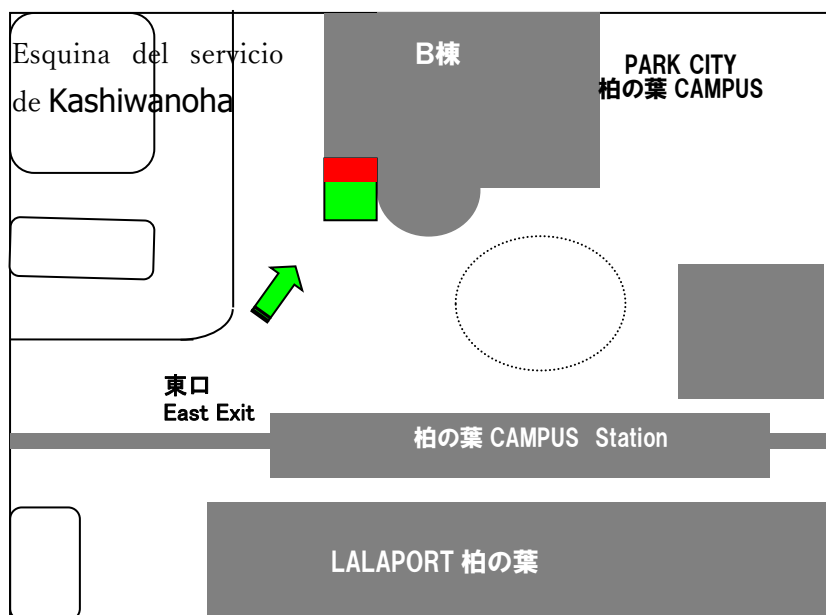 Esquina del servicio
de Kashiwanoha
B棟
PARK CITY
柏の葉 CAMPUS
東口
East Exit
柏の葉 CAMPUS Station
LALAPORT 柏の葉